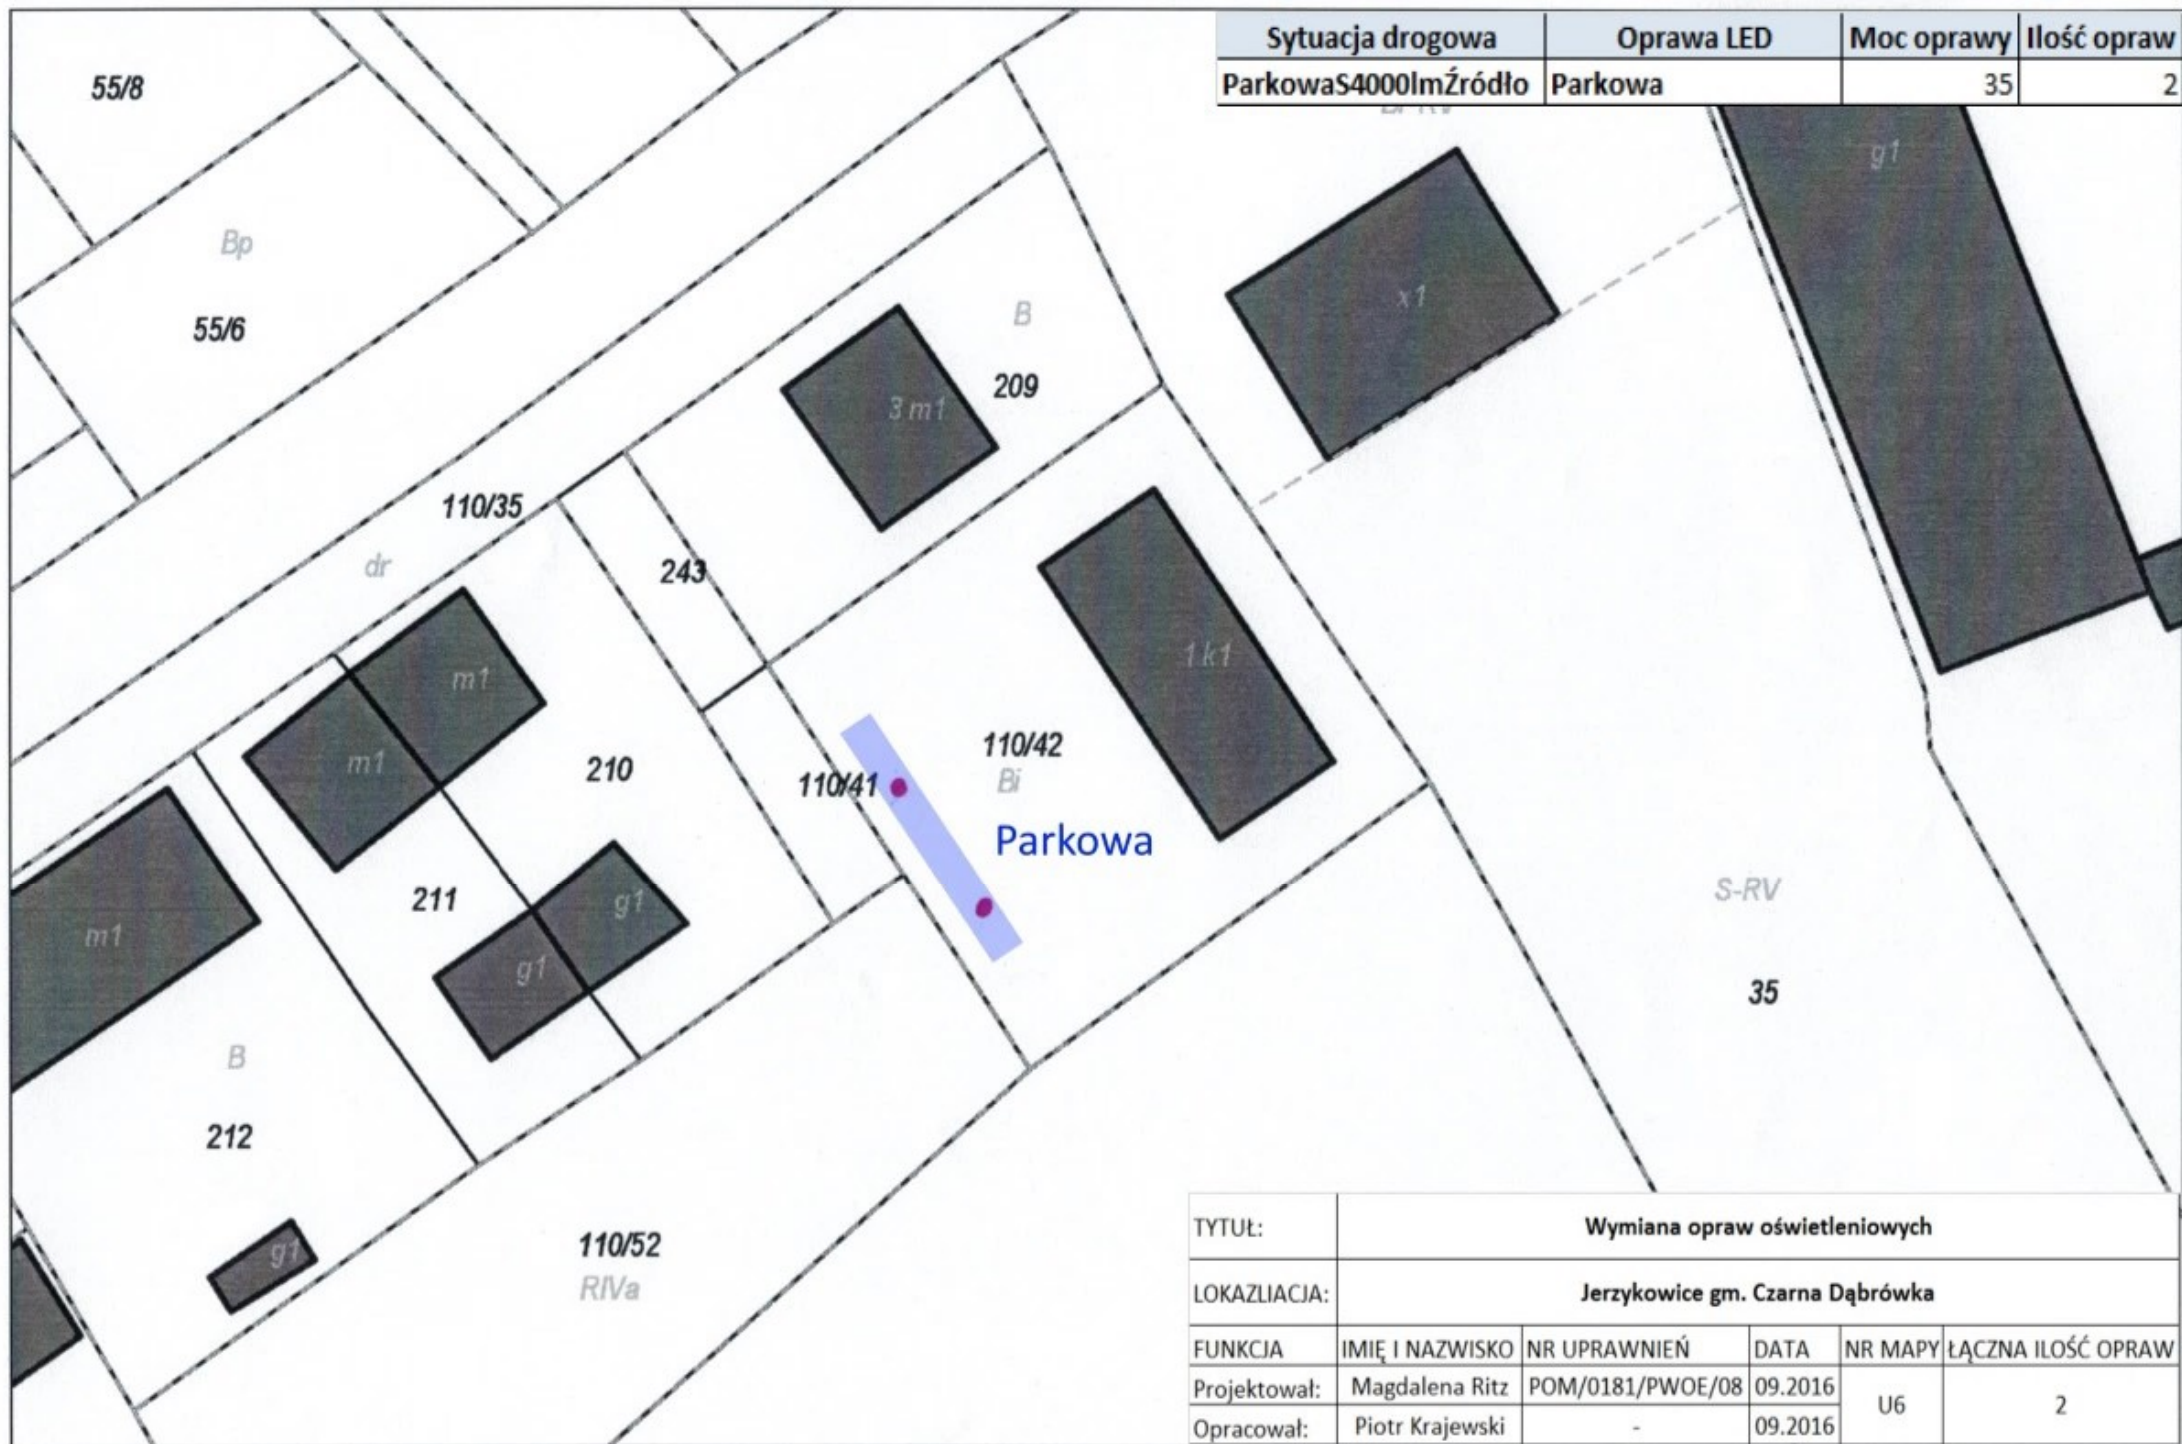 Sytuacja drogowa Oprawa LED Moc oprawy Ilość opraw
ParkowaS4000lmŹródło Parkowa 35 2
55/8
g1
Bp
x1
B
55/6
209
3 m1
110/35
dr
243
1 k1
m1
m1
210
110/42
110/41
Bi
Parkowa
211
g1
S-RV
m1
g1
35
B
212
g1
110/52
RIVa
TYTUŁ: Wymiana opraw oświetleniowych
LOKAZLIACJA: Jerzykowice gm. Czarna Dąbrówka
FUNKCJA IMIĘ I NAZWISKO NR UPRAWNIEŃ DATA NR MAPY ŁĄCZNA ILOŚĆ OPRAW
Projektował: Magdalena Ritz POM/0181/PWOE/08 09.2016 U6 2
Opracował: Piotr Krajewski - 09.2016